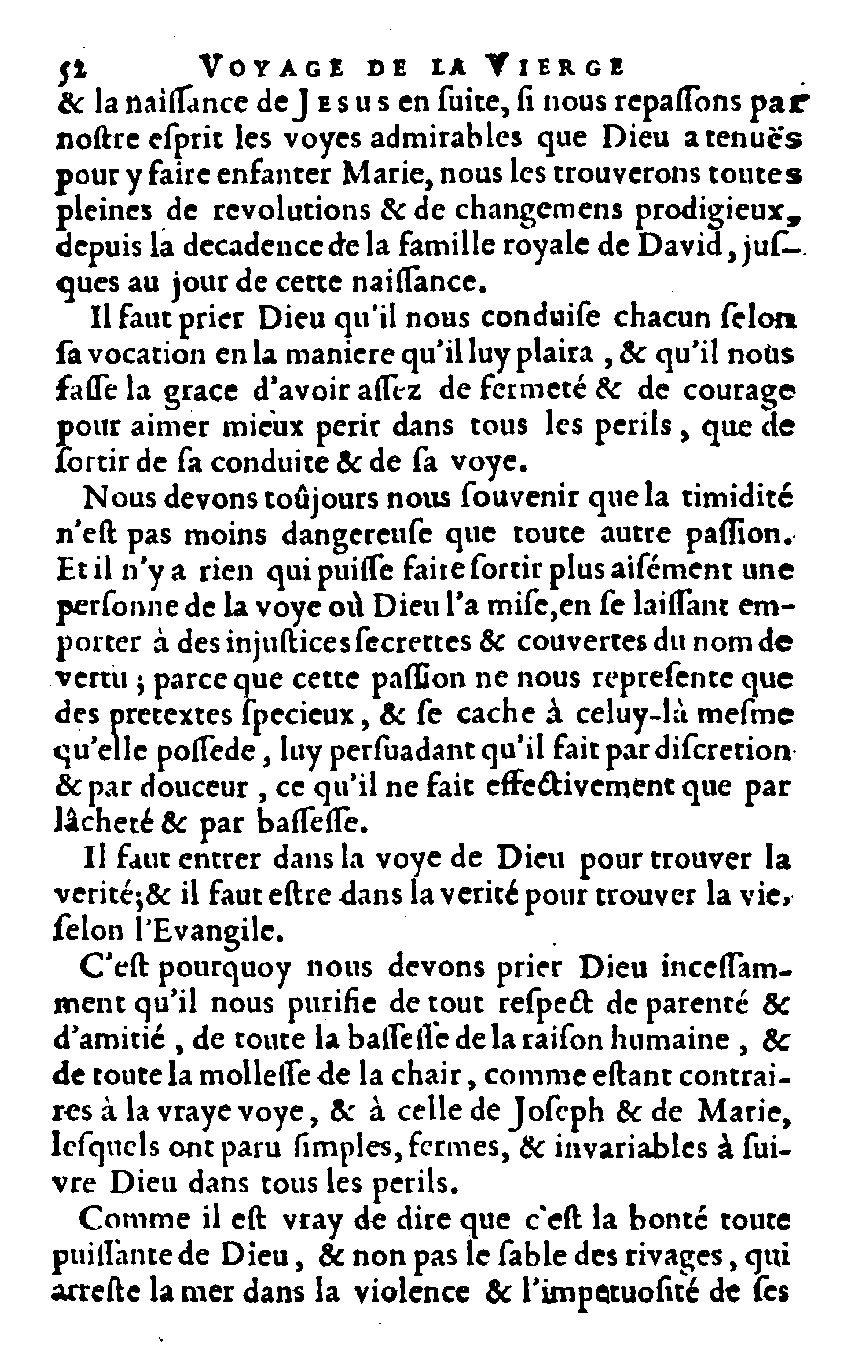 52 VOYAGE DE LA VIERGE
& la naiſſance de JESUS en ſuite, ſi nous repaſſons par
noſtre eſprit les voyes admirables que Dieu a tenuës
pour y faire enfanter Marie, nous les trouverons toutes
pleines de revolutions & de changemens prodigieux,
depuis la decadence de la famille royale de David, juſ-
ques au jour de cette naiſſance.
Il faut prier Dieu qu'il nous conduiſe chacun ſelon
ſa vocation en la maniere qu'il luy plaira, & qu'il nous
faſſe la grace d'avoir aſſez de fermeté & de courage
pour aimer mieux perir dans tous les perils, que de
ſortir de ſa conduite & de ſa voye.
Nous devons toûjours nous ſouvenir que la timidité
n'eſt pas moins dangereuſe que toute autre paſſion.
Et il n'y a rien qui puiſſe faire ſortir plus aiſément une
perſonne de la voye où Dieu l'a miſe, en ſe laiſſant em-
porter à des injuſtices ſecrettes & couvertes du nom de
vertu; parce que cette paſſion ne nous repreſente que
des pretextes ſpecieux, & ſe cache à celuy-là meſme
qu'elle poſſede, luy perſuadant qu'il fait par diſcretion
& par douceur, ce qu'il ne fait effectivement que par
lâcheté & par baſſeſſe.
Il faut entrer dans la voye de Dieu pour trouver la
verité; & il faut eſtre dans la verité pour trouver la vie,
ſelon l'Evangile.
C'eſt pourquoy nous devons prier Dieu inceſſam-
ment qu'il nous purifie de tout reſpect de parenté &
d'amitié, de toute la baſſeſſe de la raiſon humaine, &
de toute la molleſſe de la chair, comme eſtant contrai-
res à la vraye voye, & à celle de Joſeph & de Marie,
leſquels ont paru ſimples, fermes, & invariables à ſui-
vre Dieu dans tous les perils.
Comme il eſt vray de dire que c'eſt la bonté toute
puiſſante de Dieu, & non pas le ſable des rivages, qui
arreſte la mer dans la violence & l'impetuoſité de ſes